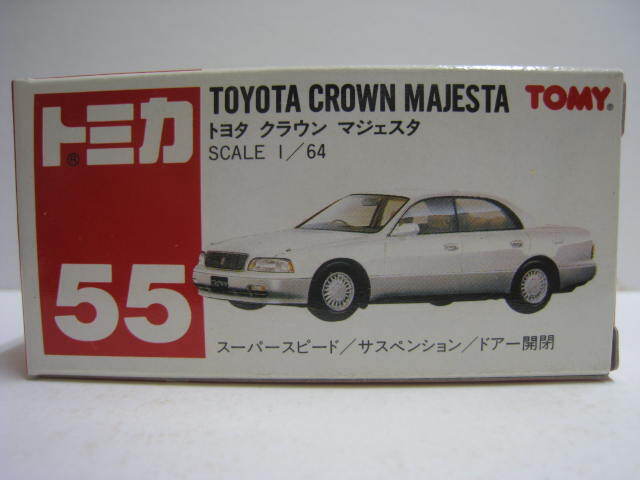 トミカ®
55
TOYOTA CROWN MAJESTA
TOMY®
トヨタ クラウン マジェスタ
SCALE 1/64
スーパースピード/サスペンション/ドアー開閉